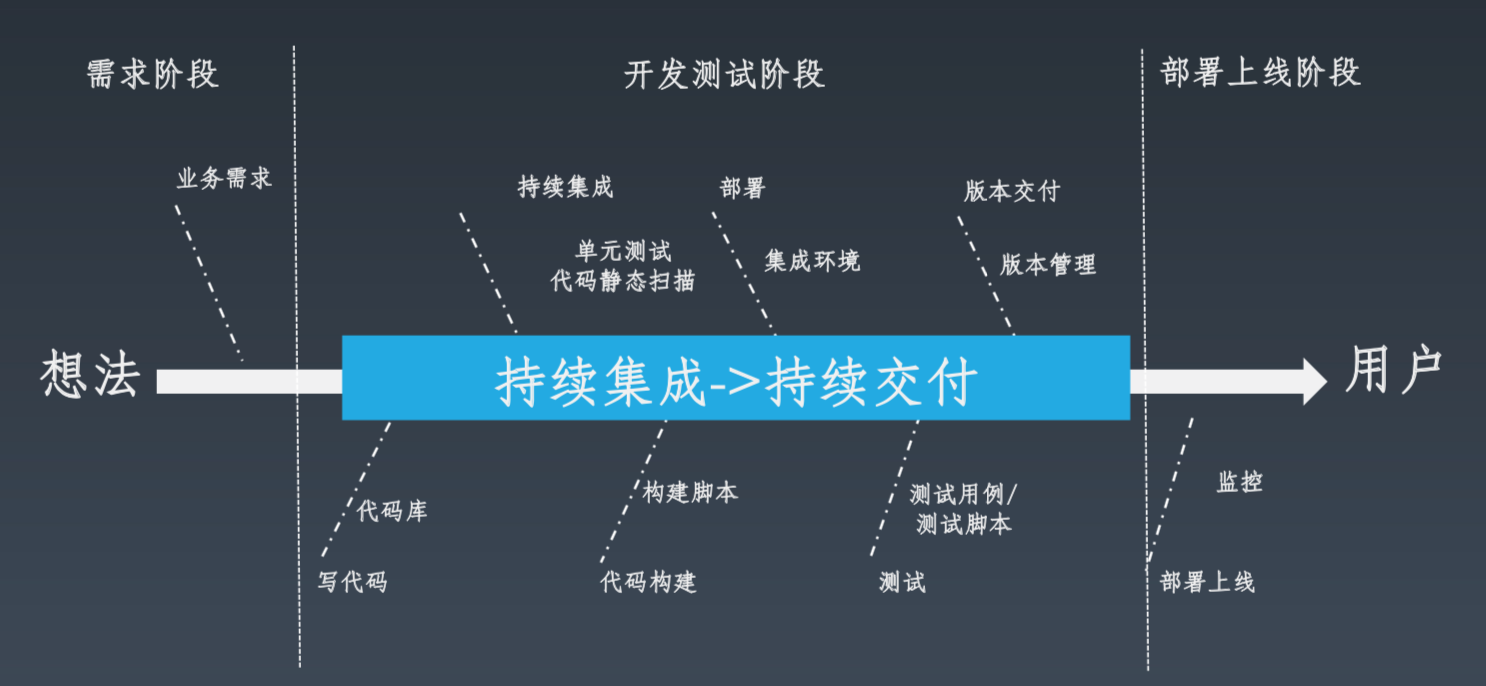 需求阶段
开发测试阶段
部署上线阶段
业务需求
持续集成
单元测试
代码静态扫描
部署
集成环境
版本交付
版本管理
想法
持续集成->持续交付
用户
代码库
写代码
构建脚本
代码构建
测试用例/
测试脚本
测试
监控
部署上线